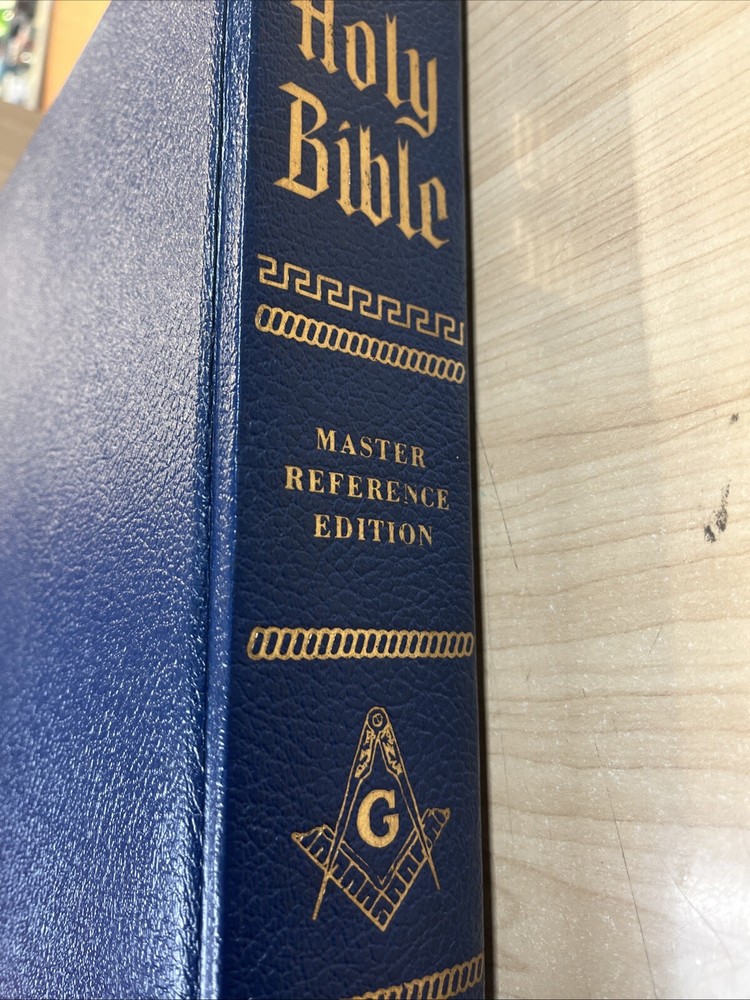 Holy
Bible
MASTER
REFERENCE
EDITION
G